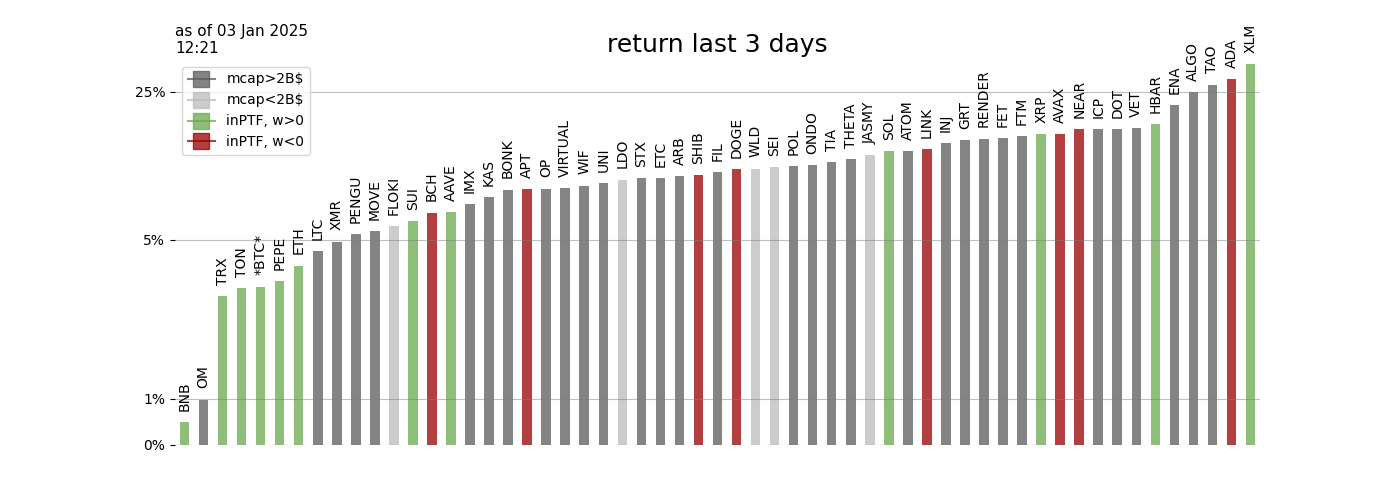 as of 03 Jan 2025
12:21
return last 3 days
mcap>2B$
mcap<2B$
inPTF, w>0
inPTF, w<0
25%
5%
1%
0%
BNB
OM
TRX
TON
*BTC*
PEPE
ETH
LTC
XMR
PENGU
MOVE
FLOKI
SUI
BCH
AAVE
IMX
KAS
BONK
APT
OP
VIRTUAL
WIF
UNI
LDO
STX
ETC
ARB
SHIB
FIL
DOGE
WLD
SEI
POL
ONDO
TIA
THETA
JASMY
SOL
ATOM
LINK
INJ
GRT
RENDER
FET
FTM
XRP
AVAX
NEAR
ICP
DOT
VET
HBAR
ENA
ALGO
TAO
ADA
XLM